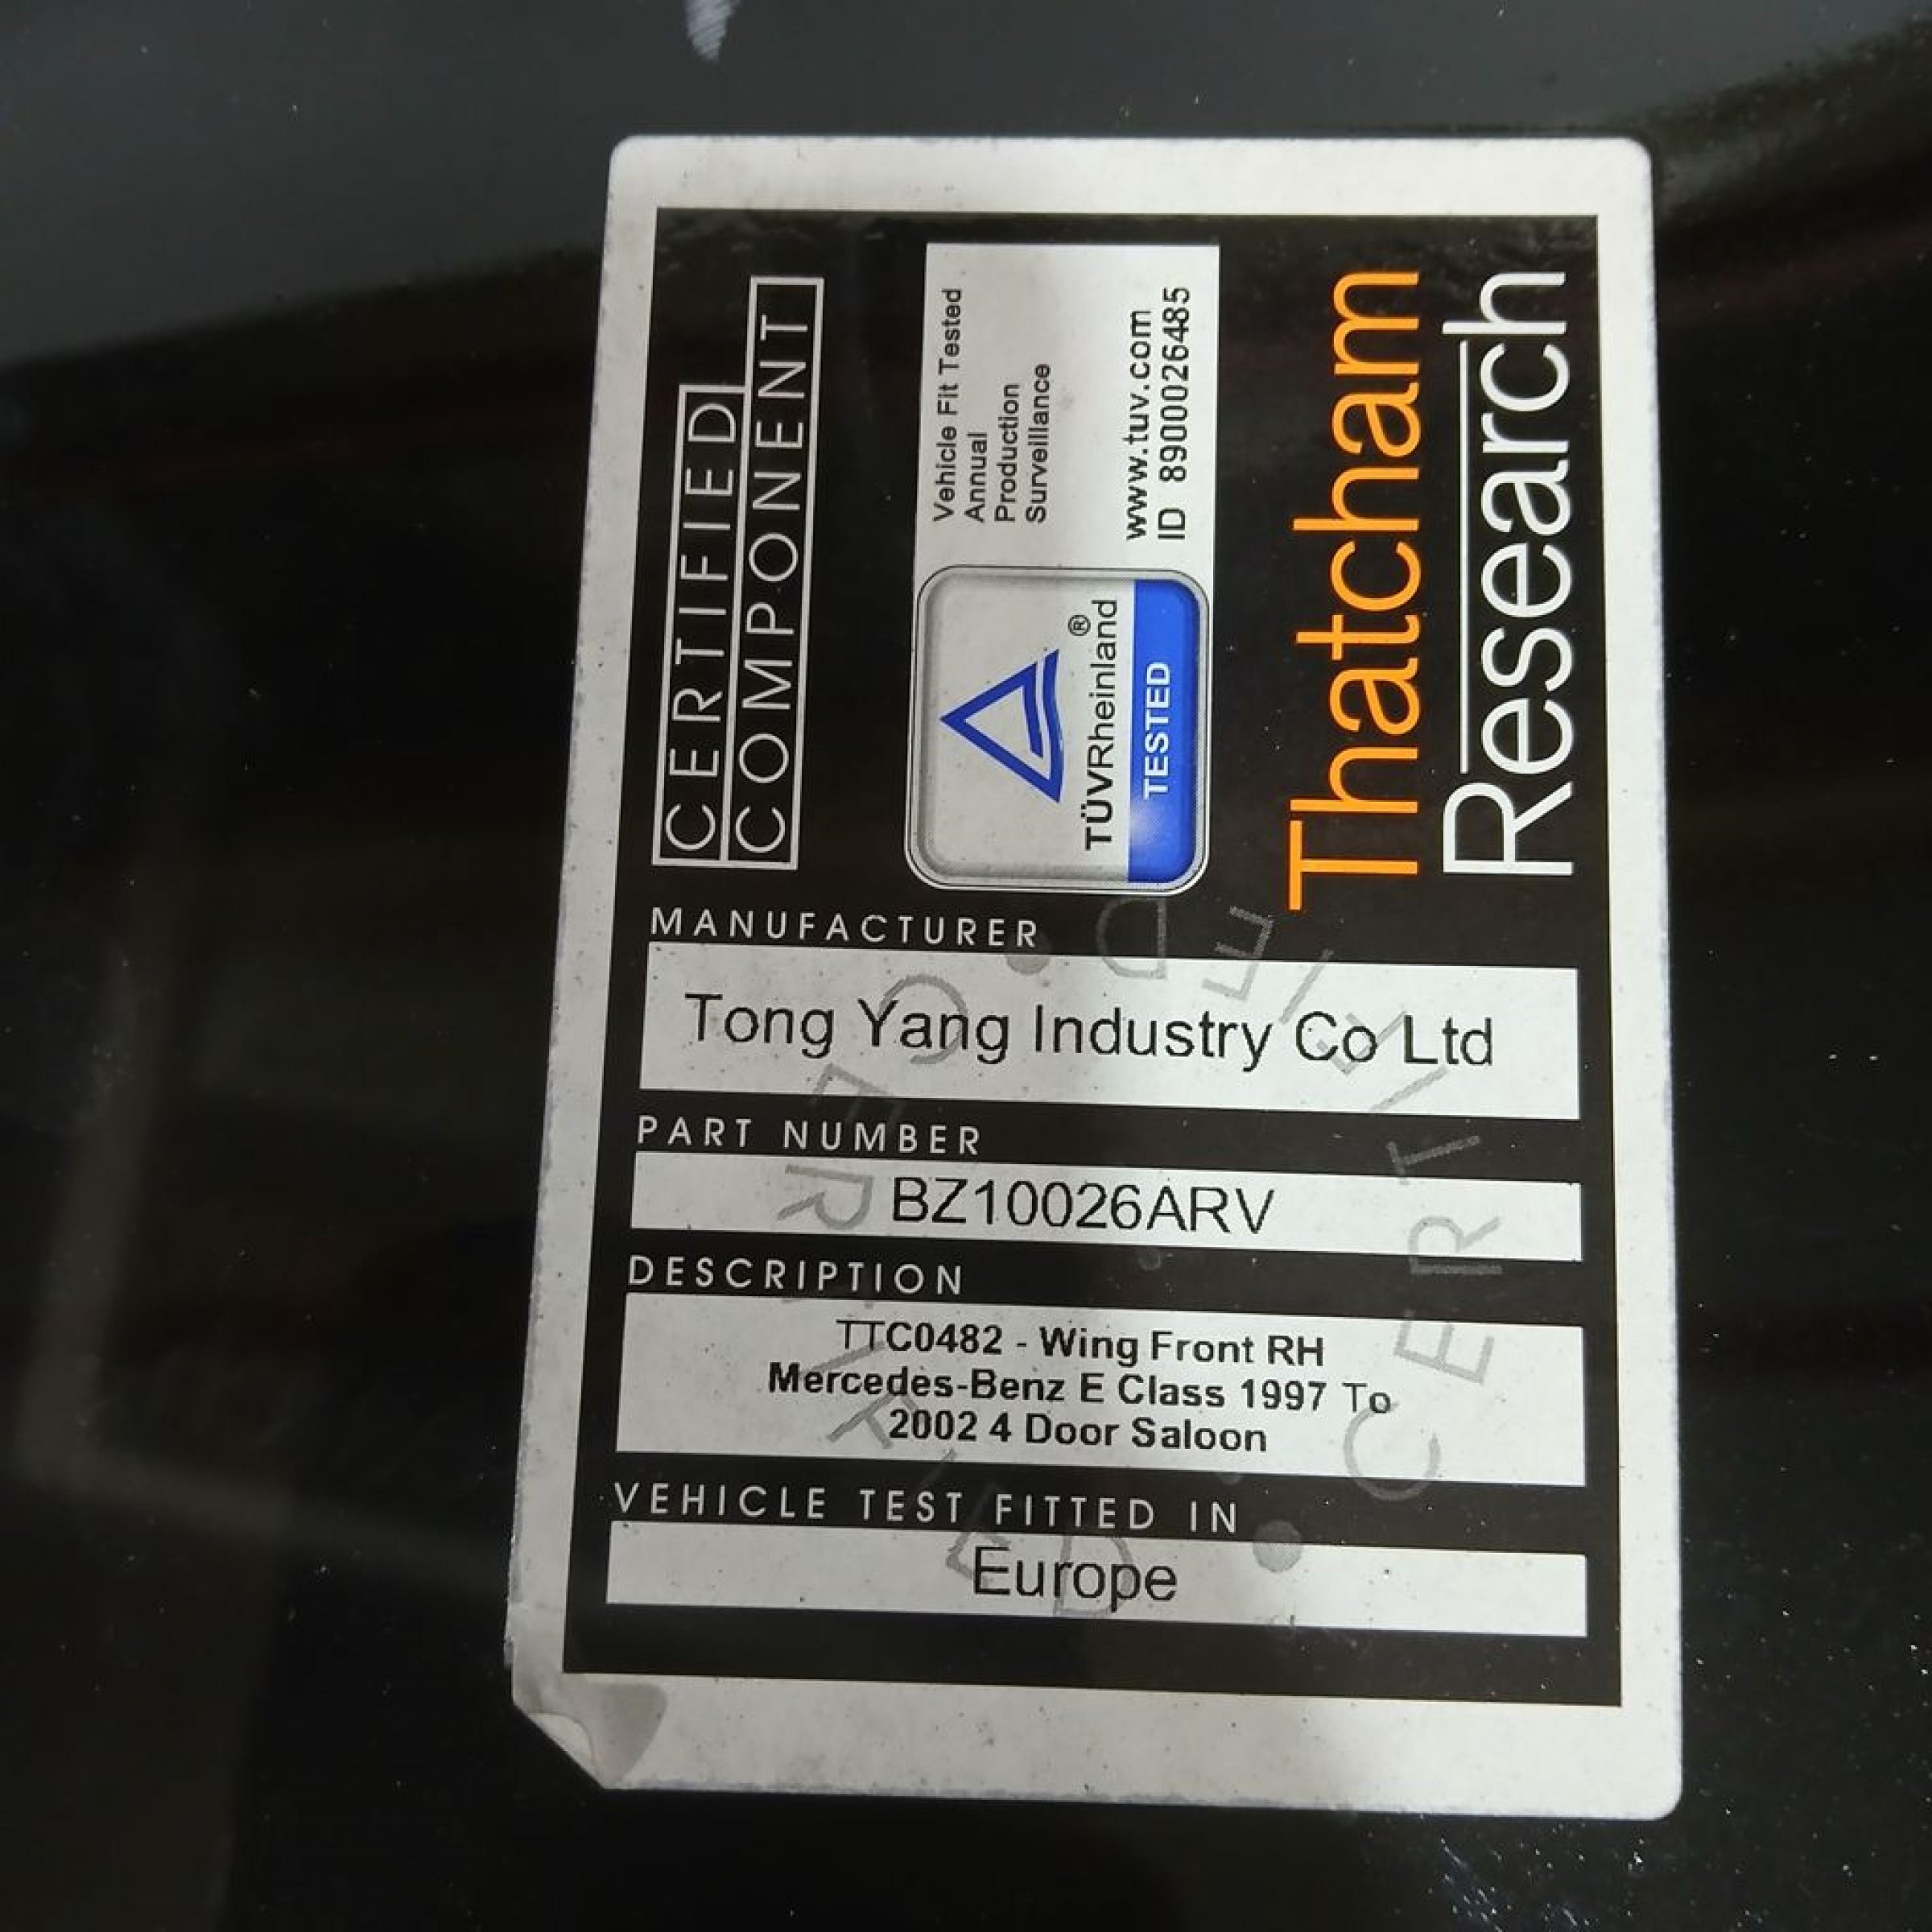 CERTIFIED
COMPONENT
Vehicle Fit Tested
Annual
Production
Surveillance
www.tuv.com
ID 8900026485
TÜVRheinland®
TESTED
Thatcham
Research
MANUFACTURER
Tong Yang Industry Co Ltd
PART NUMBER
BZ10026ARV
DESCRIPTION
TTC0482 - Wing Front RH
Mercedes-Benz E Class 1997 To
2002 4 Door Saloon
VEHICLE TEST FITTED IN
Europe
CERTIFIED
CERTIFIED